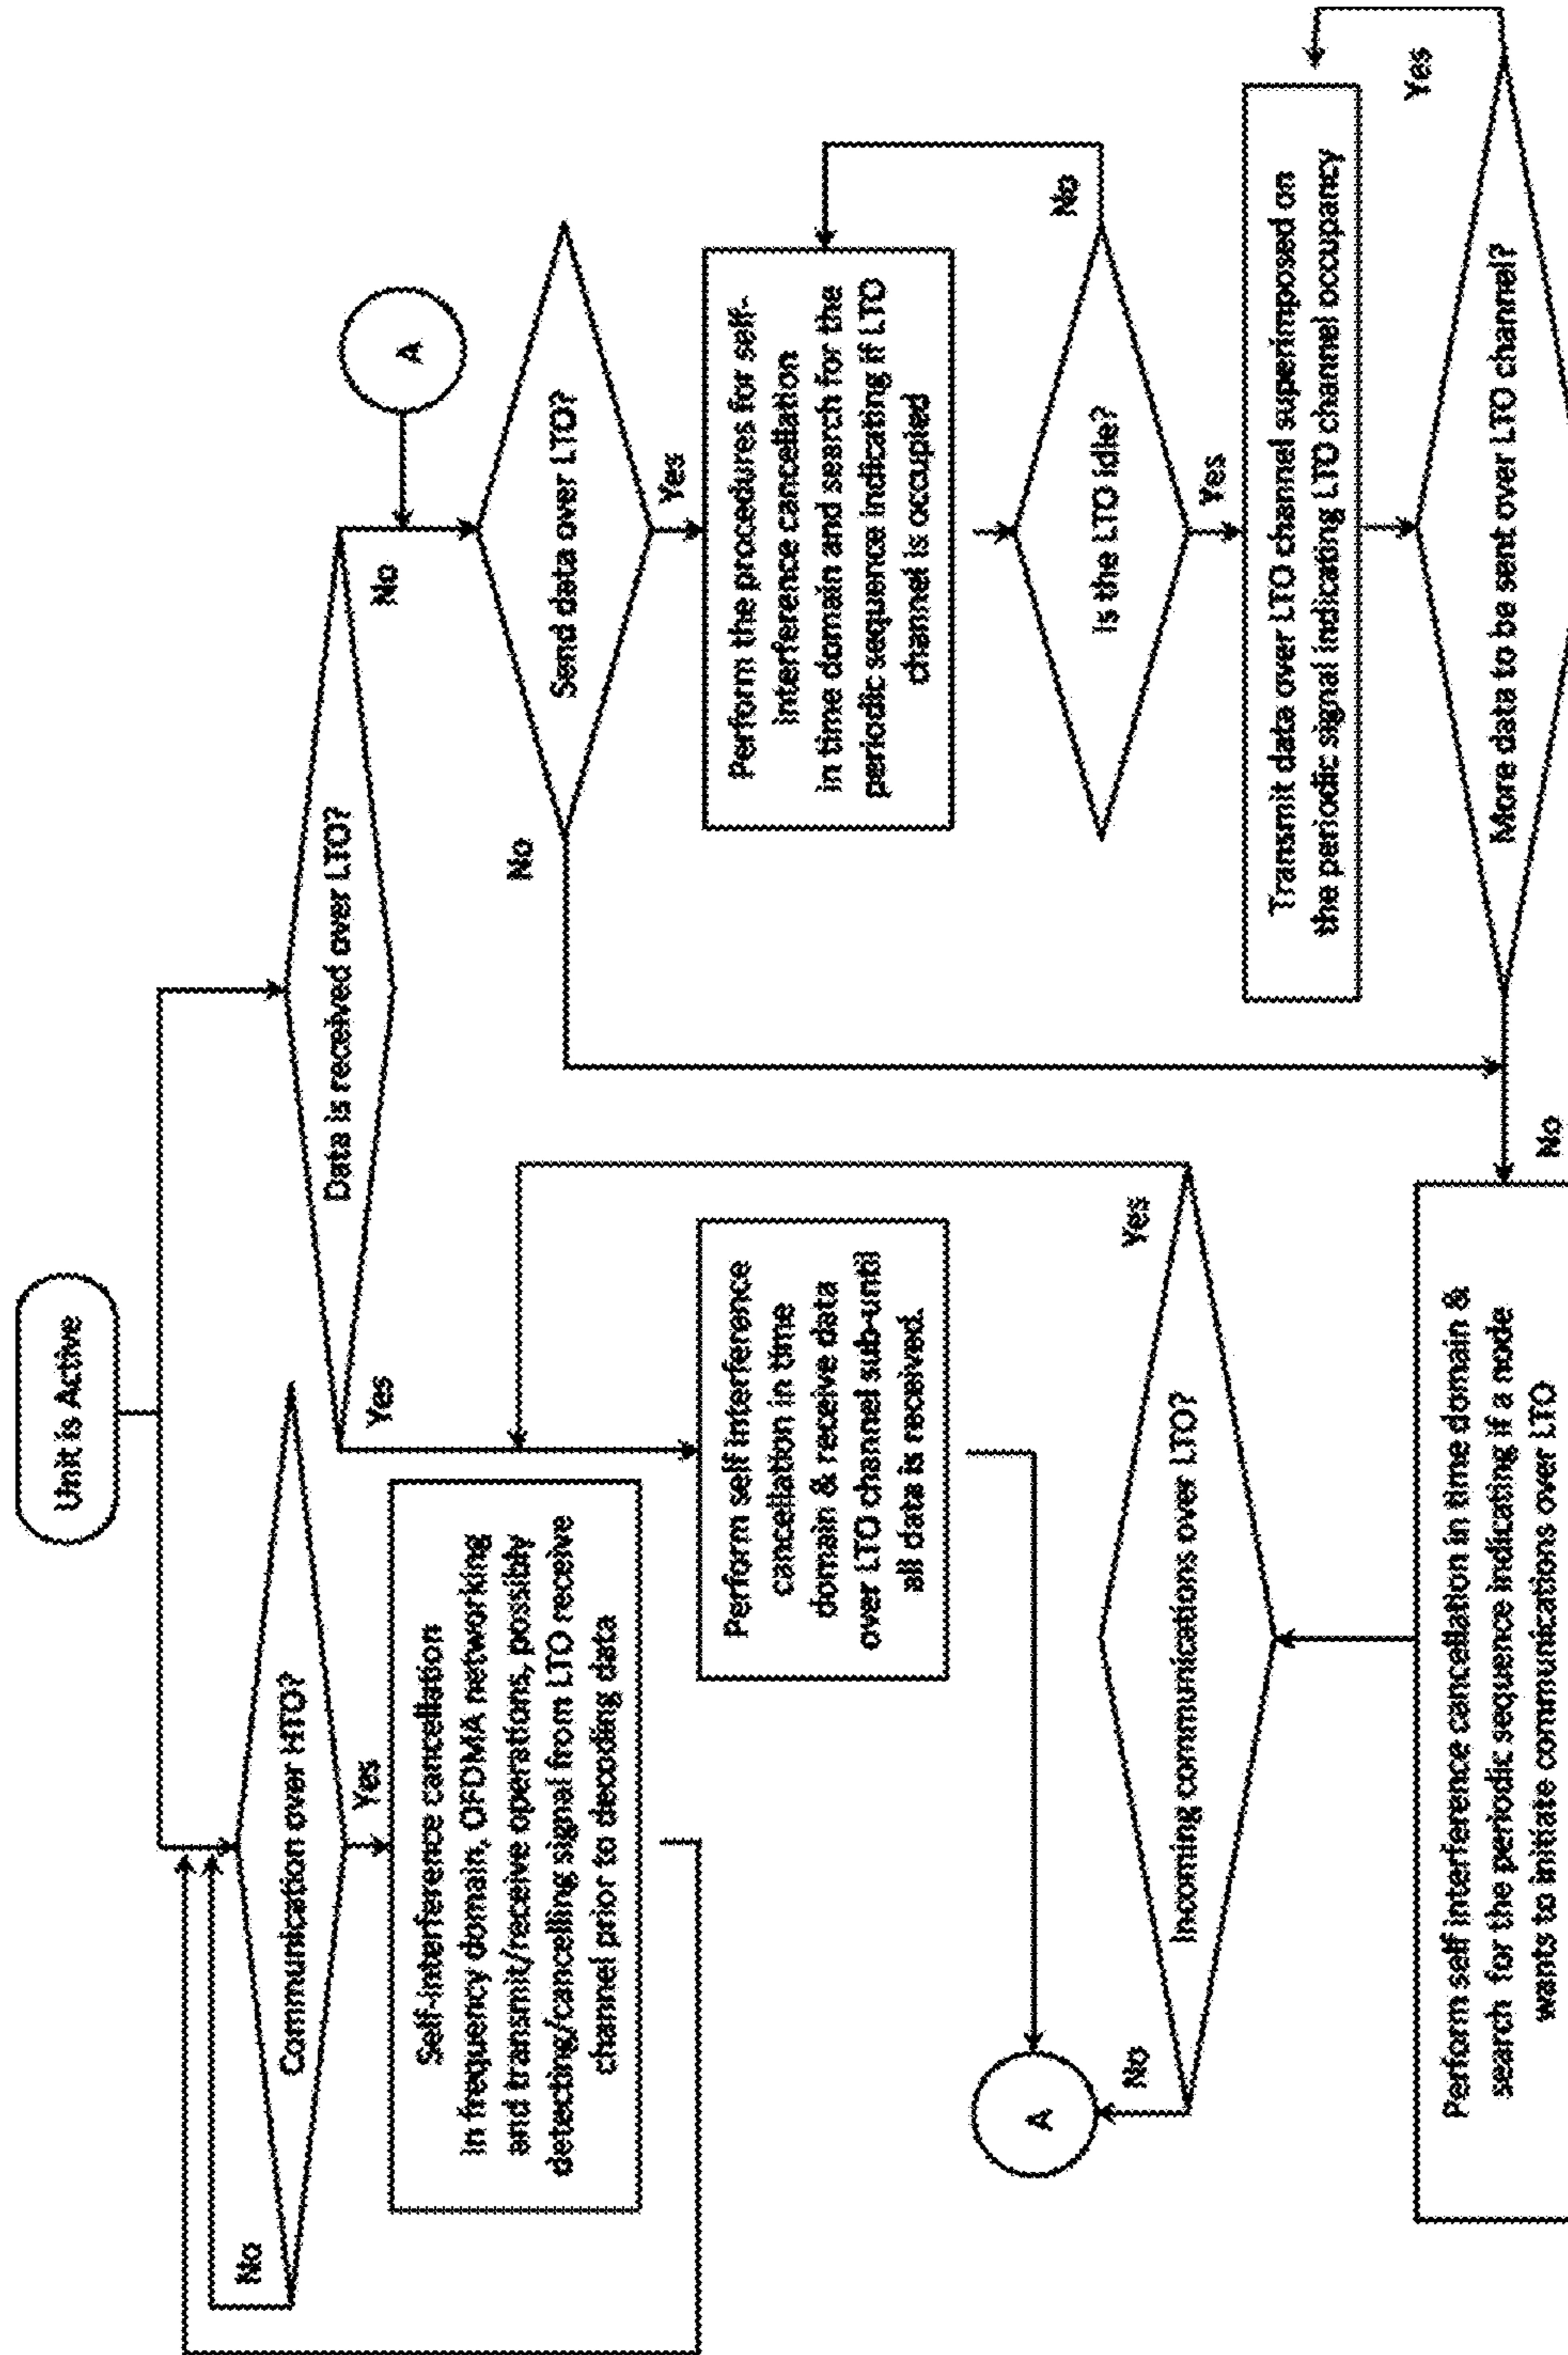 Unit is Active
Communication over HTO?
No
Yes
Self-interference cancellation
in frequency domain, OFDMA networking
and transmit/receive operations, possibly
detecting/cancelling signal from LTO receive
channel prior to decoding data
Data is received over LTO?
Yes
No
A
Perform self interference
cancellation in time
domain & receive data
over LTO channel sub-until
all data is received.
Send data over LTO?
No
Yes
Perform the procedures for self-
interference cancellation
in time domain and search for the
periodic sequence indicating if LTO
channel is occupied
Is the LTO idle?
No
Yes
Transmit data over LTO channel superimposed on
the periodic signal indicating LTO channel occupancy
More data to be sent over LTO channel?
Yes
No
A
No
Incoming communications over LTO?
Yes
Perform self interference cancellation in time domain &
search for the periodic sequence indicating if a node
wants to initiate communications over LTO